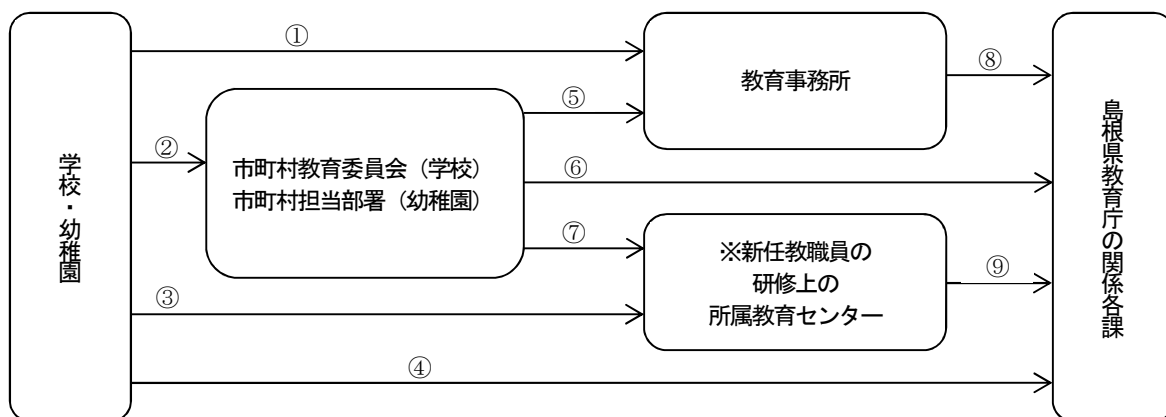 学校・幼稚園
①
②
③
④
市町村教育委員会（学校）
市町村担当部署（幼稚園）
⑤
⑥
⑦
教育事務所
※新任教職員の
研修上の
所属教育センター
⑧
⑨
島根県教育庁の関係各課